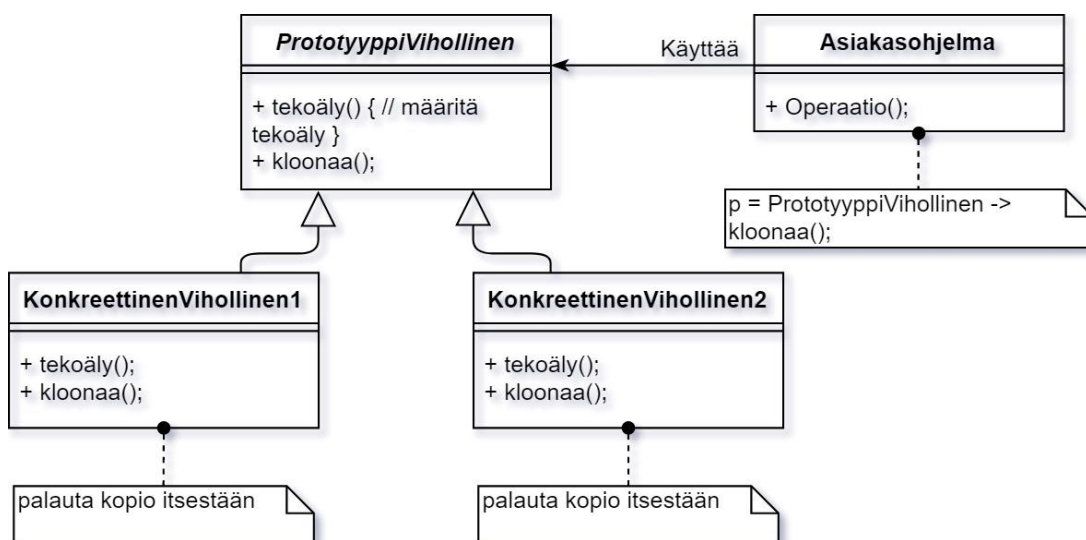 PrototyyppiVihollinen
+ tekoäly() { // määritä
tekoäly }
+ kloonaa();
Käyttää
Asiakasohjelma
+ Operaatio();
p = PrototyyppiVihollinen ->
kloonaa();
KonkreettinenVihollinen1
+ tekoäly();
+ kloonaa();
palauta kopio itsestään
KonkreettinenVihollinen2
+ tekoäly();
+ kloonaa();
palauta kopio itsestään